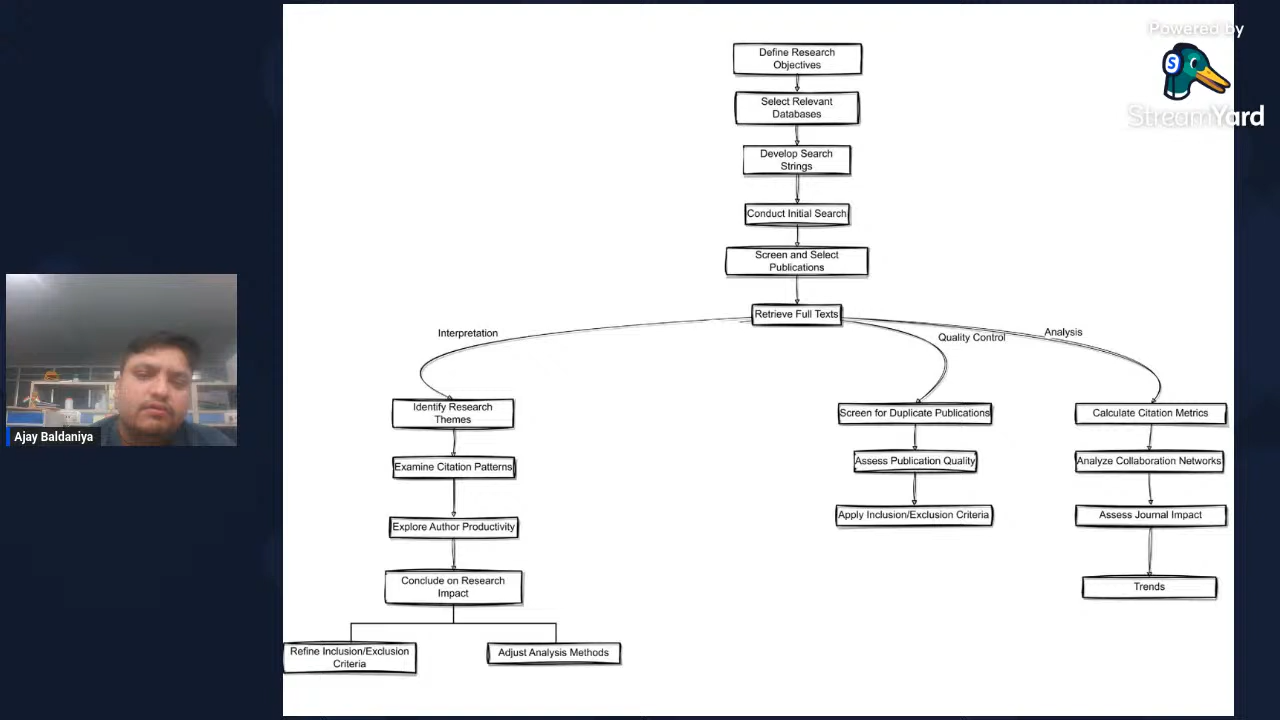 Powered by
StreamYard
Define Research
Objectives
Select Relevant
Databases
Develop Search
Strings
Conduct Initial Search
Screen and Select
Publications
Retrieve Full Texts
Interpretation
Quality Control
Analysis
Identify Research
Themes
Examine Citation Patterns
Explore Author Productivity
Conclude on Research
Impact
Refine Inclusion/Exclusion
Criteria
Adjust Analysis Methods
Screen for Duplicate Publications
Assess Publication Quality
Apply Inclusion/Exclusion Criteria
Calculate Citation Metrics
Analyze Collaboration Networks
Assess Journal Impact
Trends
Ajay Baldaniya
S